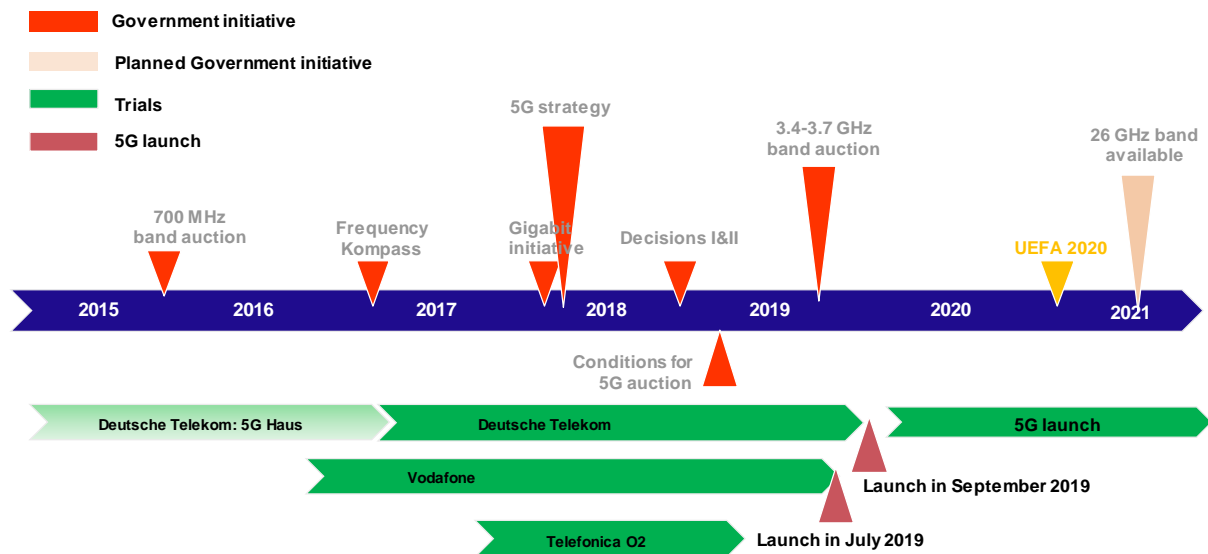 Government initiative
Planned Government initiative
Trials
5G launch
5G strategy
3.4-3.7 GHz
band auction
26 GHz band
available
700 MHz
band auction
Frequency
Kompass
Gigabit
initiative
Decisions I&II
UEFA 2020
2015
2016
2017
2018
2019
2020
2021
Conditions for
5G auction
Deutsche Telekom: 5G Haus
Deutsche Telekom
5G launch
Vodafone
Launch in September 2019
Telefonica O2
Launch in July 2019